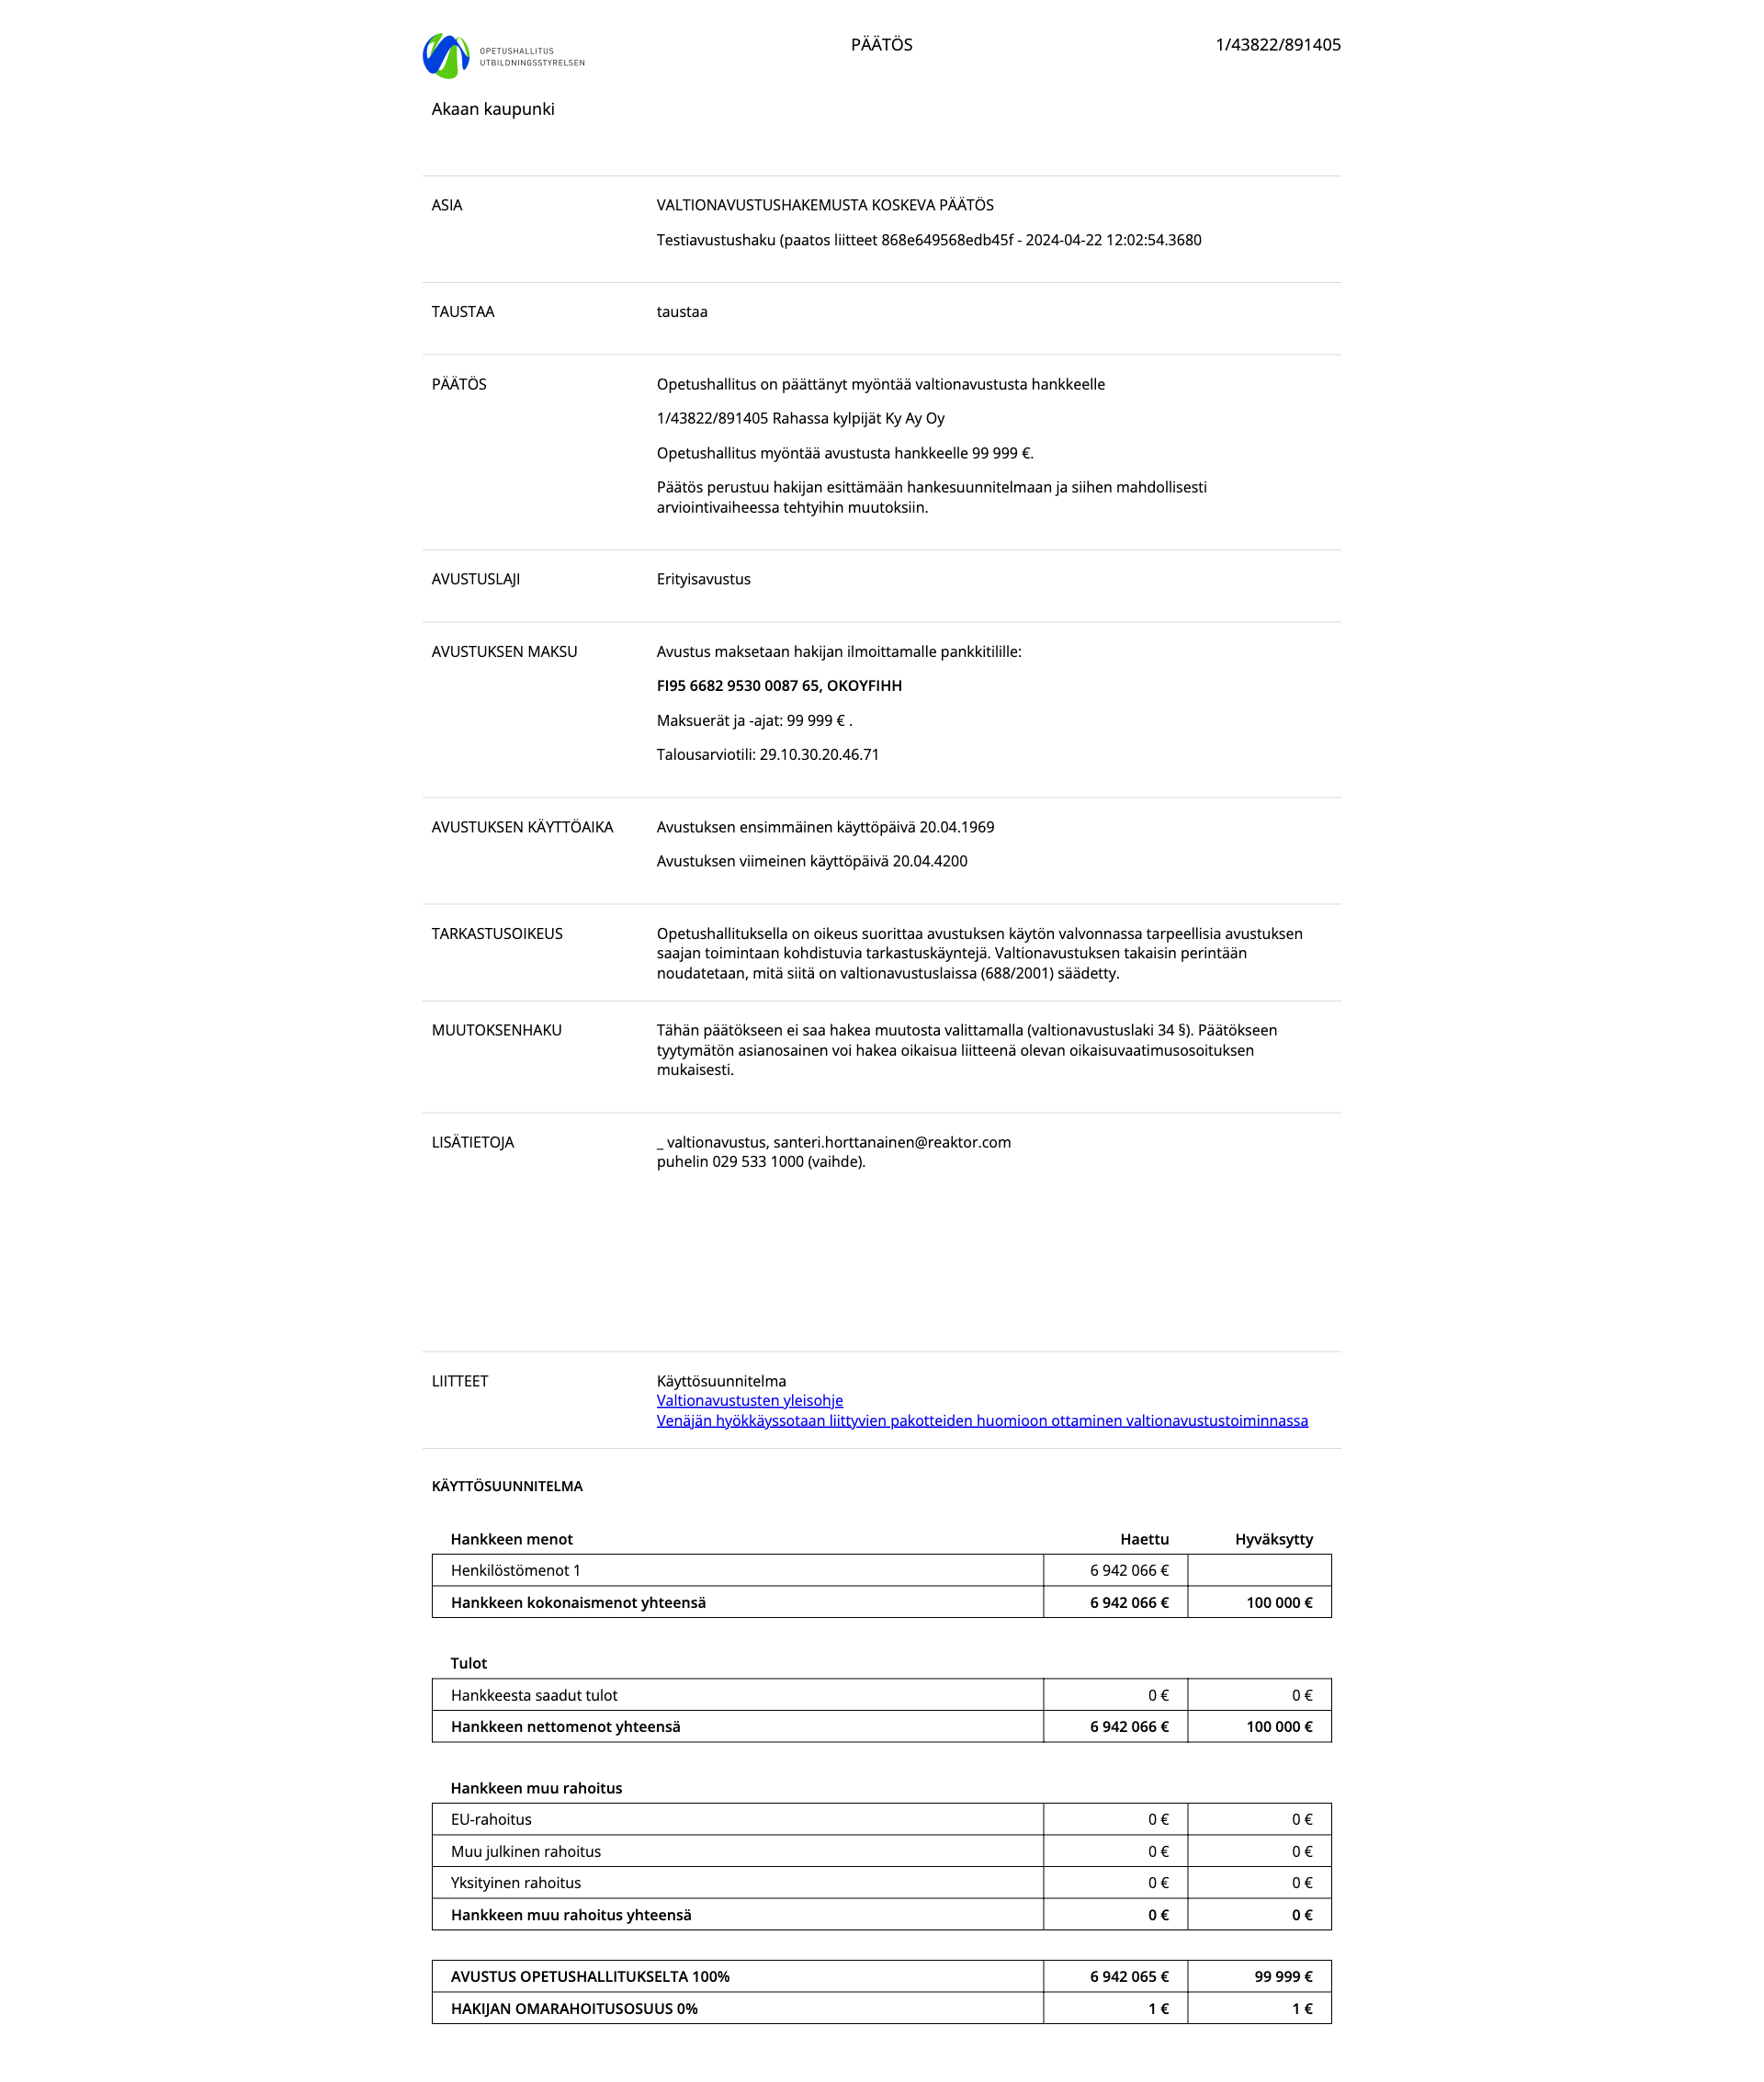 OPETUSHALLITUS
UTBILDNINGSSTYRELSEN
PÄÄTÖS
1/43822/891405
Akaan kaupunki
ASIA
VALTIONAVUSTUSHAKEMUSTA KOSKEVA PÄÄTÖS
Testiavustushaku (paatos liitteet 868e649568edb45f - 2024-04-22 12:02:54.3680
TAUSTAA
taustaa
PÄÄTÖS
Opetushallitus on päättänyt myöntää valtionavustusta hankkeelle
1/43822/891405 Rahassa kylpijät Ky Ay Oy
Opetushallitus myöntää avustusta hankkeelle 99 999 €.
Päätös perustuu hakijan esittämään hankesuunnitelmaan ja siihen mahdollisesti
arviointivaiheessa tehtyihin muutoksiin.
AVUSTUSLAJI
Erityisavustus
AVUSTUKSEN MAKSU
Avustus maksetaan hakijan ilmoittamalle pankkitilille:
FI95 6682 9530 0087 65, OKOYFIHH
Maksuerät ja -ajat: 99 999 € .
Talousarviotili: 29.10.30.20.46.71
AVUSTUKSEN KÄYTTÖAIKA
Avustuksen ensimmäinen käyttöpäivä 20.04.1969
Avustuksen viimeinen käyttöpäivä 20.04.4200
TARKASTUSOIKEUS
Opetushallituksella on oikeus suorittaa avustuksen käytön valvonnassa tarpeellisia avustuksen
saajan toimintaan kohdistuvia tarkastuskäyntejä. Valtionavustuksen takaisin perintään
noudatetaan, mitä siitä on valtionavustuslaissa (688/2001) säädetty.
MUUTOKSENHAKU
Tähän päätökseen ei saa hakea muutosta valittamalla (valtionavustuslaki 34 §). Päätökseen
tyytymätön asianosainen voi hakea oikaisua liitteenä olevan oikaisuvaatimusosoituksen
mukaisesti.
LISÄTIETOJA
_ valtionavustus, santeri.horttanainen@reaktor.com
puhelin 029 533 1000 (vaihde).
LIITTEET
Käyttösuunnitelma
Valtionavustusten yleisohje
Venäjän hyökkäyssotaan liittyvien pakotteiden huomioon ottaminen valtionavustustoiminnassa
KÄYTTÖSUUNNITELMA
Hankkeen menot Haettu Hyväksytty
Henkilöstömenot 1 6 942 066 €
Hankkeen kokonaismenot yhteensä 6 942 066 € 100 000 €
Tulot
Hankkeesta saadut tulot 0 € 0 €
Hankkeen nettomenot yhteensä 6 942 066 € 100 000 €
Hankkeen muu rahoitus
EU-rahoitus 0 € 0 €
Muu julkinen rahoitus 0 € 0 €
Yksityinen rahoitus 0 € 0 €
Hankkeen muu rahoitus yhteensä 0 € 0 €
AVUSTUS OPETUSHALLITUKSELTA 100% 6 942 065 € 99 999 €
HAKIJAN OMARAHOITUSOSUUS 0% 1 € 1 €